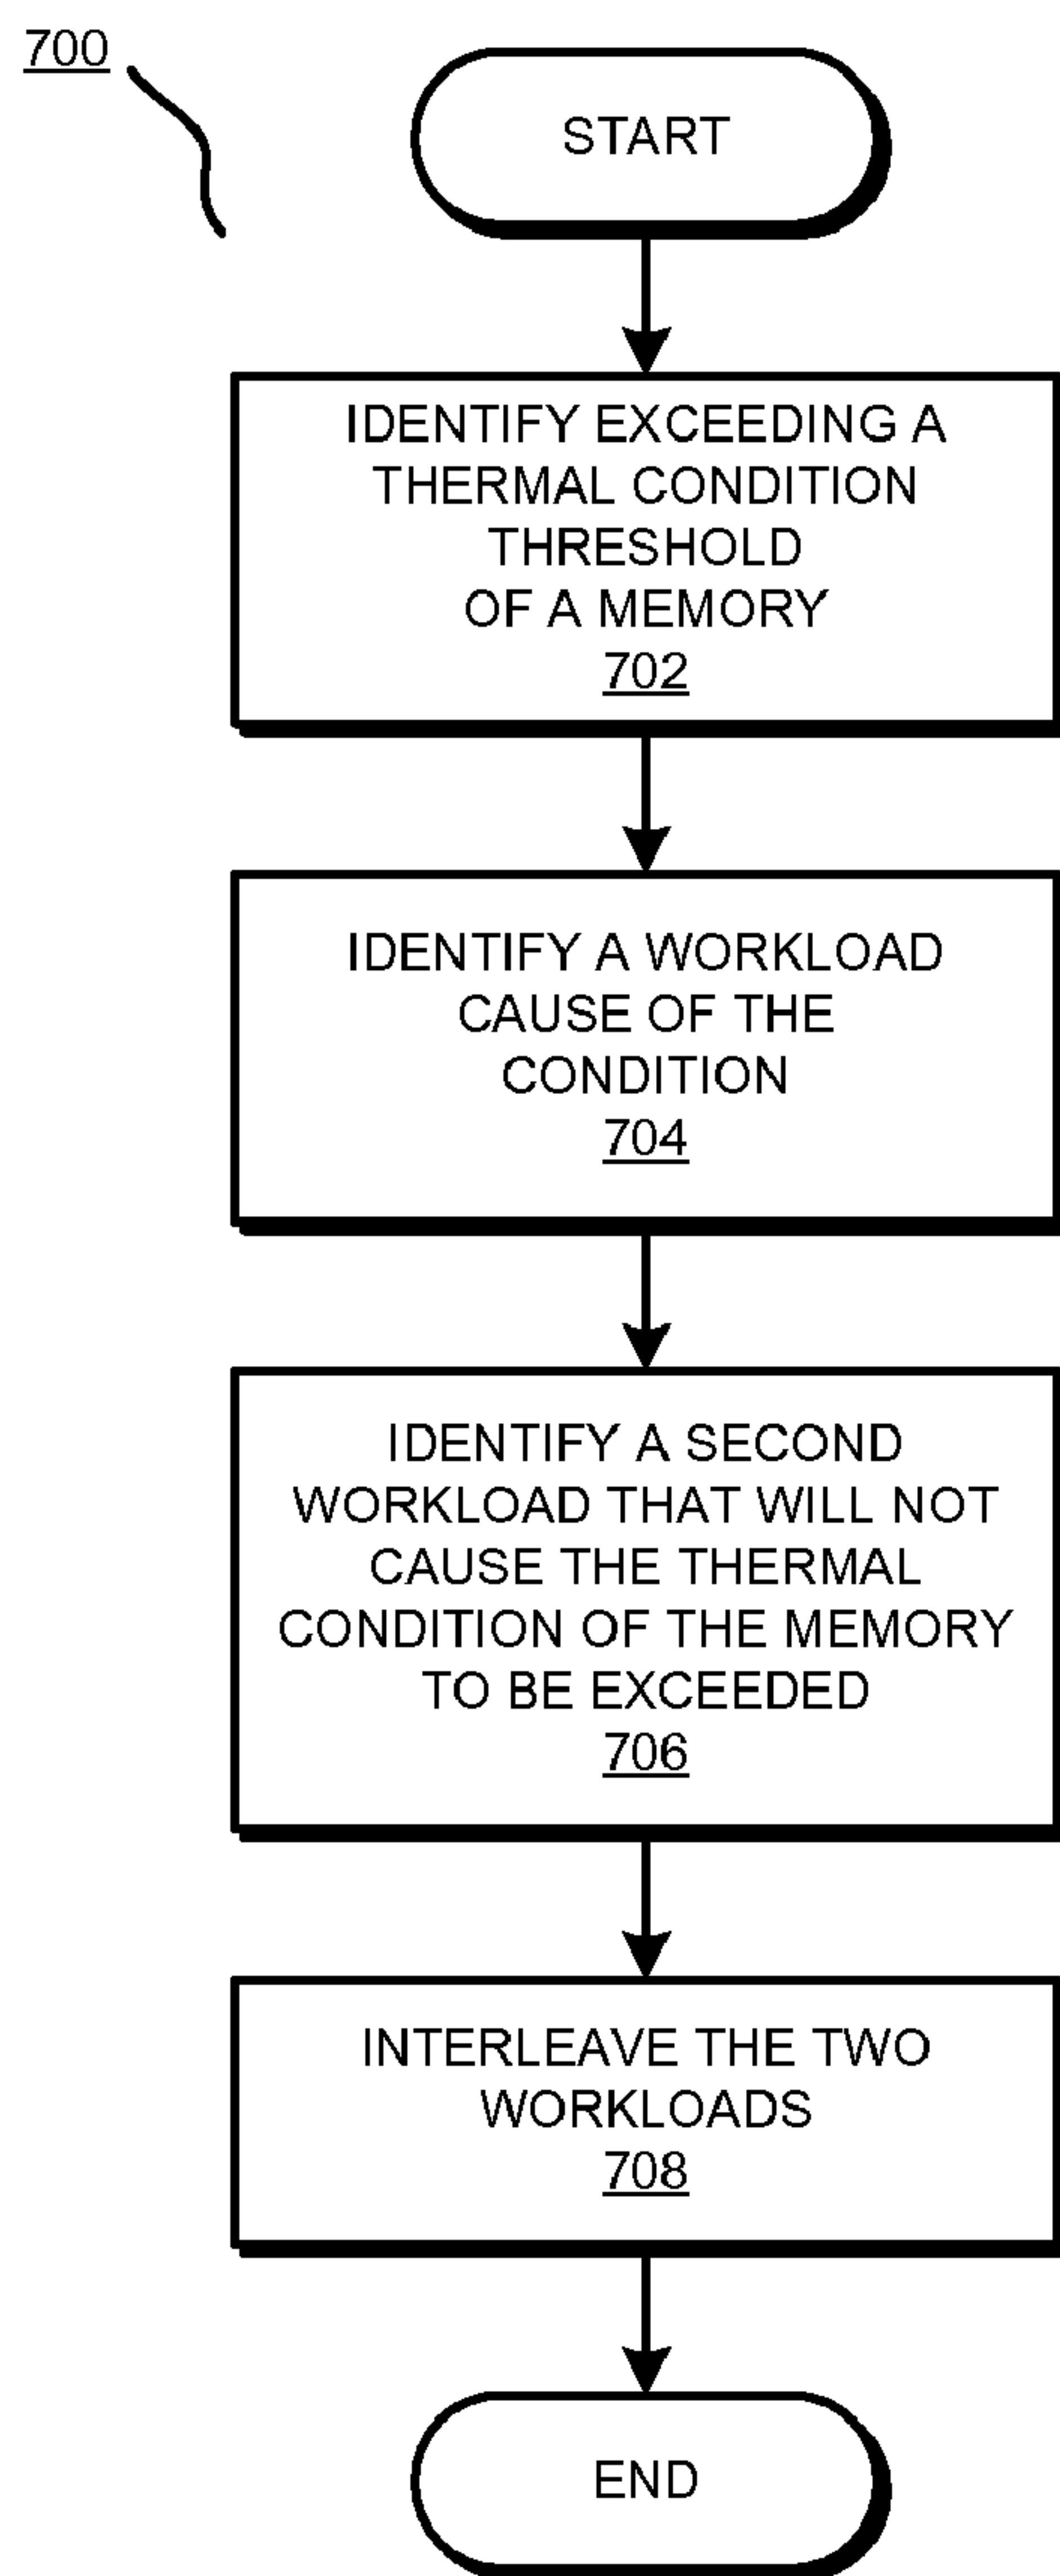 700
START
IDENTIFY EXCEEDING A
THERMAL CONDITION
THRESHOLD
OF A MEMORY
702
IDENTIFY A WORKLOAD
CAUSE OF THE
CONDITION
704
IDENTIFY A SECOND
WORKLOAD THAT WILL NOT
CAUSE THE THERMAL
CONDITION OF THE MEMORY
TO BE EXCEEDED
706
INTERLEAVE THE TWO
WORKLOADS
708
END